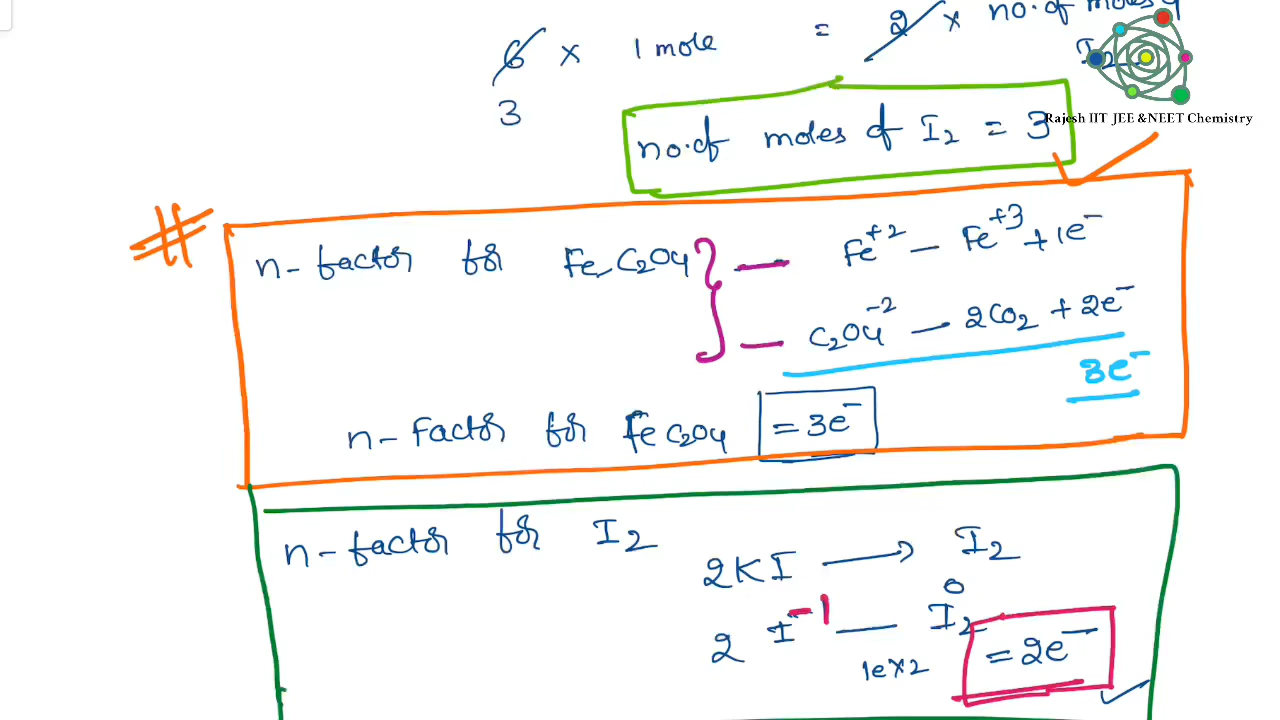 6 × 1 mole = 2 × no. of moles of
3 I2
Rajesh IIT JEE &NEET Chemistry
no. of moles of I2 = 3
# n-factor for FeC2O4 } — Fe+2 — Fe+3 + 1e-
— C2O4-2 — 2CO2 + 2e-
3e-
n-Factor for FeC2O4 = 3e-
n-factor for I2
2KI → I2
0
2 I-1 — I2
1e×2 = 2e-